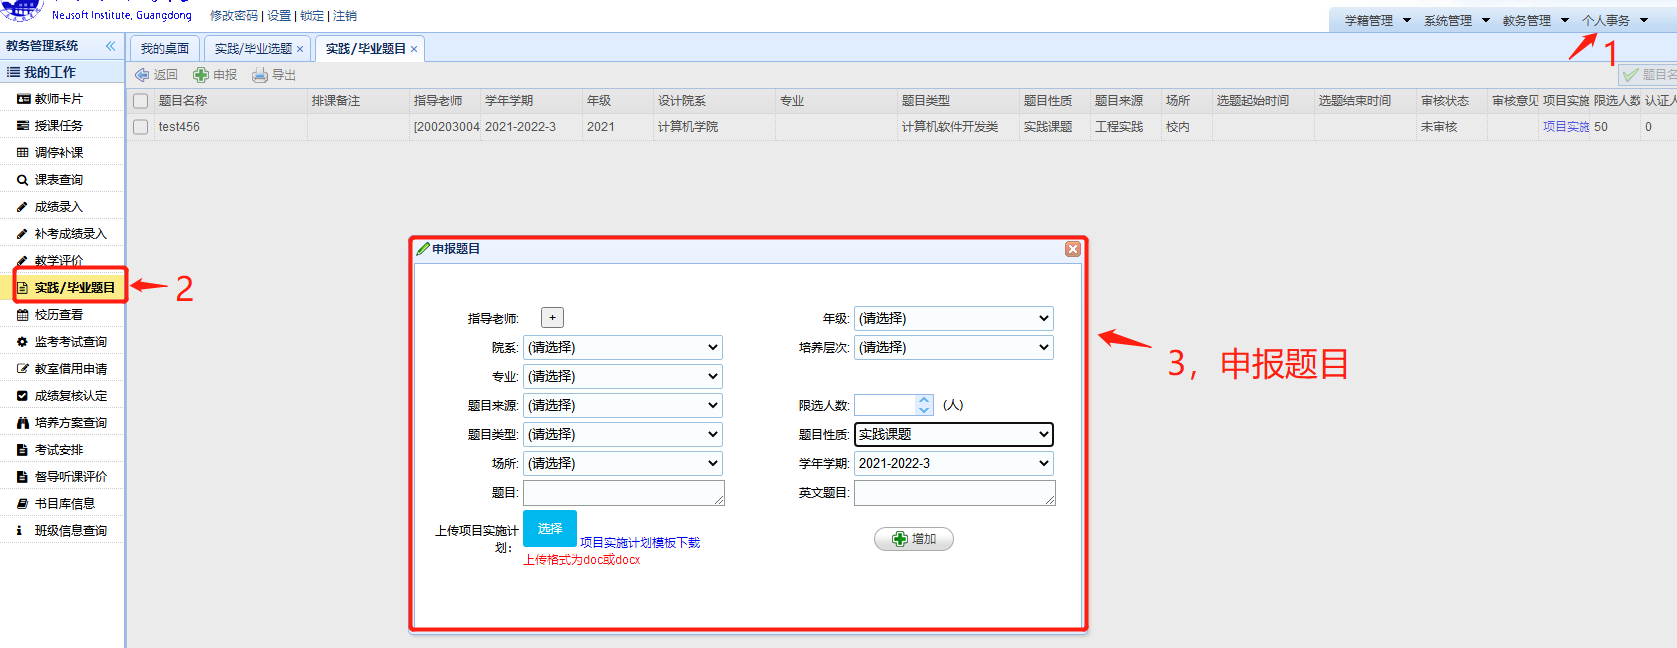 Neusoft Institute, Guangdong
修改密码 | 设置 | 锁定 | 注销
学籍管理 系统管理 教务管理 个人事务
1
教务管理系统
我的桌面 实践/毕业选题 × 实践/毕业题目 ×
我的工作
返回 申报 导出
题目名称 排课备注 指导老师 学年学期 年级 设计院系 专业 题目类型 题目性质 题目来源 场所 选题起始时间 选题结束时间 审核状态 审核意见 项目实施 限选人数 认证人
test456 [200203004 2021-2022-3 2021 计算机学院 计算机软件开发类 实践课题 工程实践 校内 未审核 项目实施 50 0
教师卡片
授课任务
调停补课
课表查询
成绩录入
补考成绩录入
教学评价
实践/毕业题目
2
校历查看
监考考试查询
教室借用申请
成绩复核认定
培养方案查询
考试安排
督导听课评价
书目库信息
班级信息查询
申报题目
指导老师: + 年级: (请选择)
院系: (请选择) 培养层次: (请选择)
专业: (请选择)
题目来源: (请选择) 限选人数: (人)
题目类型: (请选择) 题目性质: 实践课题
场所: (请选择) 学年学期: 2021-2022-3
题目: 英文题目:
上传项目实施计
划:
选择 项目实施计划模板下载
上传格式为doc或docx
增加
3，申报题目